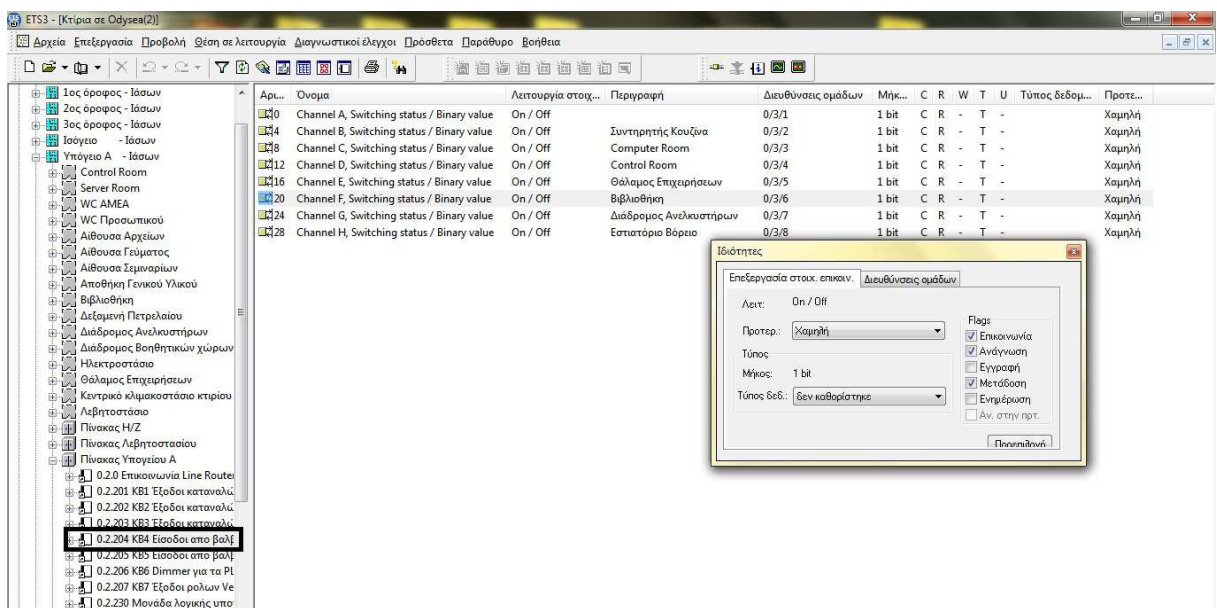 ETS3 - [Κτίρια σε Odysea(2)]
Αρχεία Επεξεργασία Προβολή Θέση σε λειτουργία Διαγνωστικοί έλεγχοι Πρόσθετα Παράθυρο Βοήθεια
1ος όροφος - Ιάσων
2ος όροφος - Ιάσων
3ος όροφος - Ιάσων
Ισόγειο - Ιάσων
Υπόγειο Α - Ιάσων
Control Room
Server Room
WC ΑΜΕΑ
WC Προσωπικού
Αίθουσα Αρχείων
Αίθουσα Γεύματος
Αίθουσα Σεμιναρίων
Αποθήκη Γενικού Υλικού
Βιβλιοθήκη
Δεξαμενή Πετρελαίου
Διάδρομος Ανελκυστήρων
Διάδρομος Βοηθητικών χώρων
Ηλεκτροστάσιο
Θάλαμος Επιχειρήσεων
Κεντρικό κλιμακοστάσιο κτιρίου
Λεβητοστάσιο
Πίνακας Η/Ζ
Πίνακας Λεβητοστασίου
Πίνακας Υπογείου Α
0.2.0 Επικοινωνία Line Router
0.2.201 KB1 Έξοδοι καταναλώ
0.2.202 KB2 Έξοδοι καταναλώ
0.2.203 KB3 Έξοδοι καταναλώ
0.2.204 KB4 Είσοδοι απο βαλβ
0.2.205 KB5 Είσοδοι απο βαλβ
0.2.206 KB6 Dimmer για τα PL
0.2.207 KB7 Έξοδοι ρολων Ve
0.2.230 Μονάδα λογικής υπο
Αρι... Όνομα Λειτουργία στοιχ... Περιγραφή Διευθύνσεις ομάδων Μήκ... C R W T U Τύπος δεδομ... Προτε...
0 Channel A, Switching status / Binary value On / Off 0/3/1 1 bit C R - T - Χαμηλή
4 Channel B, Switching status / Binary value On / Off Συντηρητής Κουζίνα 0/3/2 1 bit C R - T - Χαμηλή
8 Channel C, Switching status / Binary value On / Off Computer Room 0/3/3 1 bit C R - T - Χαμηλή
12 Channel D, Switching status / Binary value On / Off Control Room 0/3/4 1 bit C R - T - Χαμηλή
16 Channel E, Switching status / Binary value On / Off Θάλαμος Επιχειρήσεων 0/3/5 1 bit C R - T - Χαμηλή
20 Channel F, Switching status / Binary value On / Off Βιβλιοθήκη 0/3/6 1 bit C R - T - Χαμηλή
24 Channel G, Switching status / Binary value On / Off Διάδρομος Ανελκυστήρων 0/3/7 1 bit C R - T - Χαμηλή
28 Channel H, Switching status / Binary value On / Off Εστιατόριο Βόρειο 0/3/8 1 bit C R - T - Χαμηλή
Ιδιότητες
Επεξεργασία στοιχ. επικοιν. Διευθύνσεις ομάδων
Λειτ: On / Off
Προτερ.: Χαμηλή
Τύπος
Μήκος: 1 bit
Τύπος δεδ.: δεν καθορίστηκε
Flags
Επικοινωνία
Ανάγνωση
Εγγραφή
Μετάδοση
Ενημέρωση
Αν. στην πρτ.
Προεπιλογή